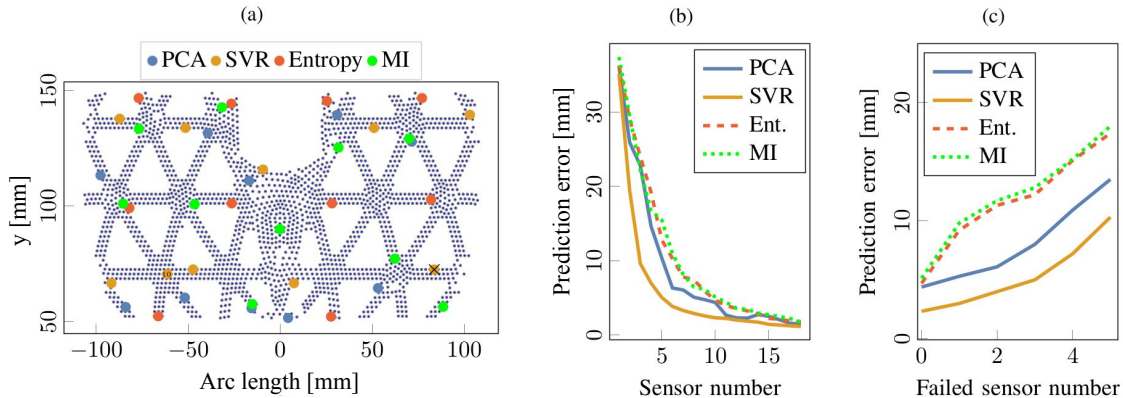 (a)
PCA SVR Entropy MI
150
100
50
y [mm]
−100 −50 0 50 100
Arc length [mm]
(b)
PCA
SVR
Ent.
MI
30
20
10
0
Prediction error [mm]
5 10 15
Sensor number
(c)
PCA
SVR
Ent.
MI
20
10
0
Prediction error [mm]
0 2 4
Failed sensor number